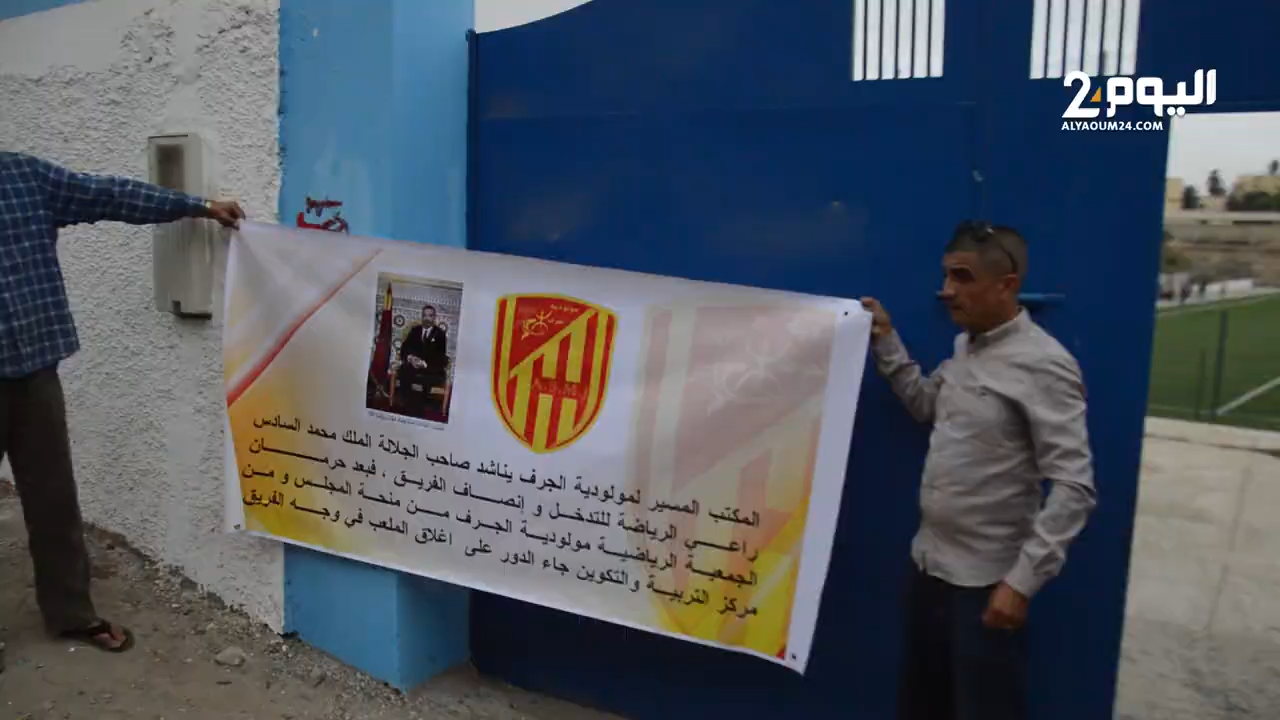 اليوم24
ALYAOUM24.COM
A.S.M.J
المكتب المسير لمولودية الجرف يناشد صاحب الجلالة الملك محمد السادس
راعي الرياضة للتدخل و إنصاف الفريق ، فبعد حرمان
الجمعية الرياضية مولودية الجرف من منحة المجلس و من
مركز التربية والتكوين جاء الدور على اغلاق الملعب في وجه الفريق